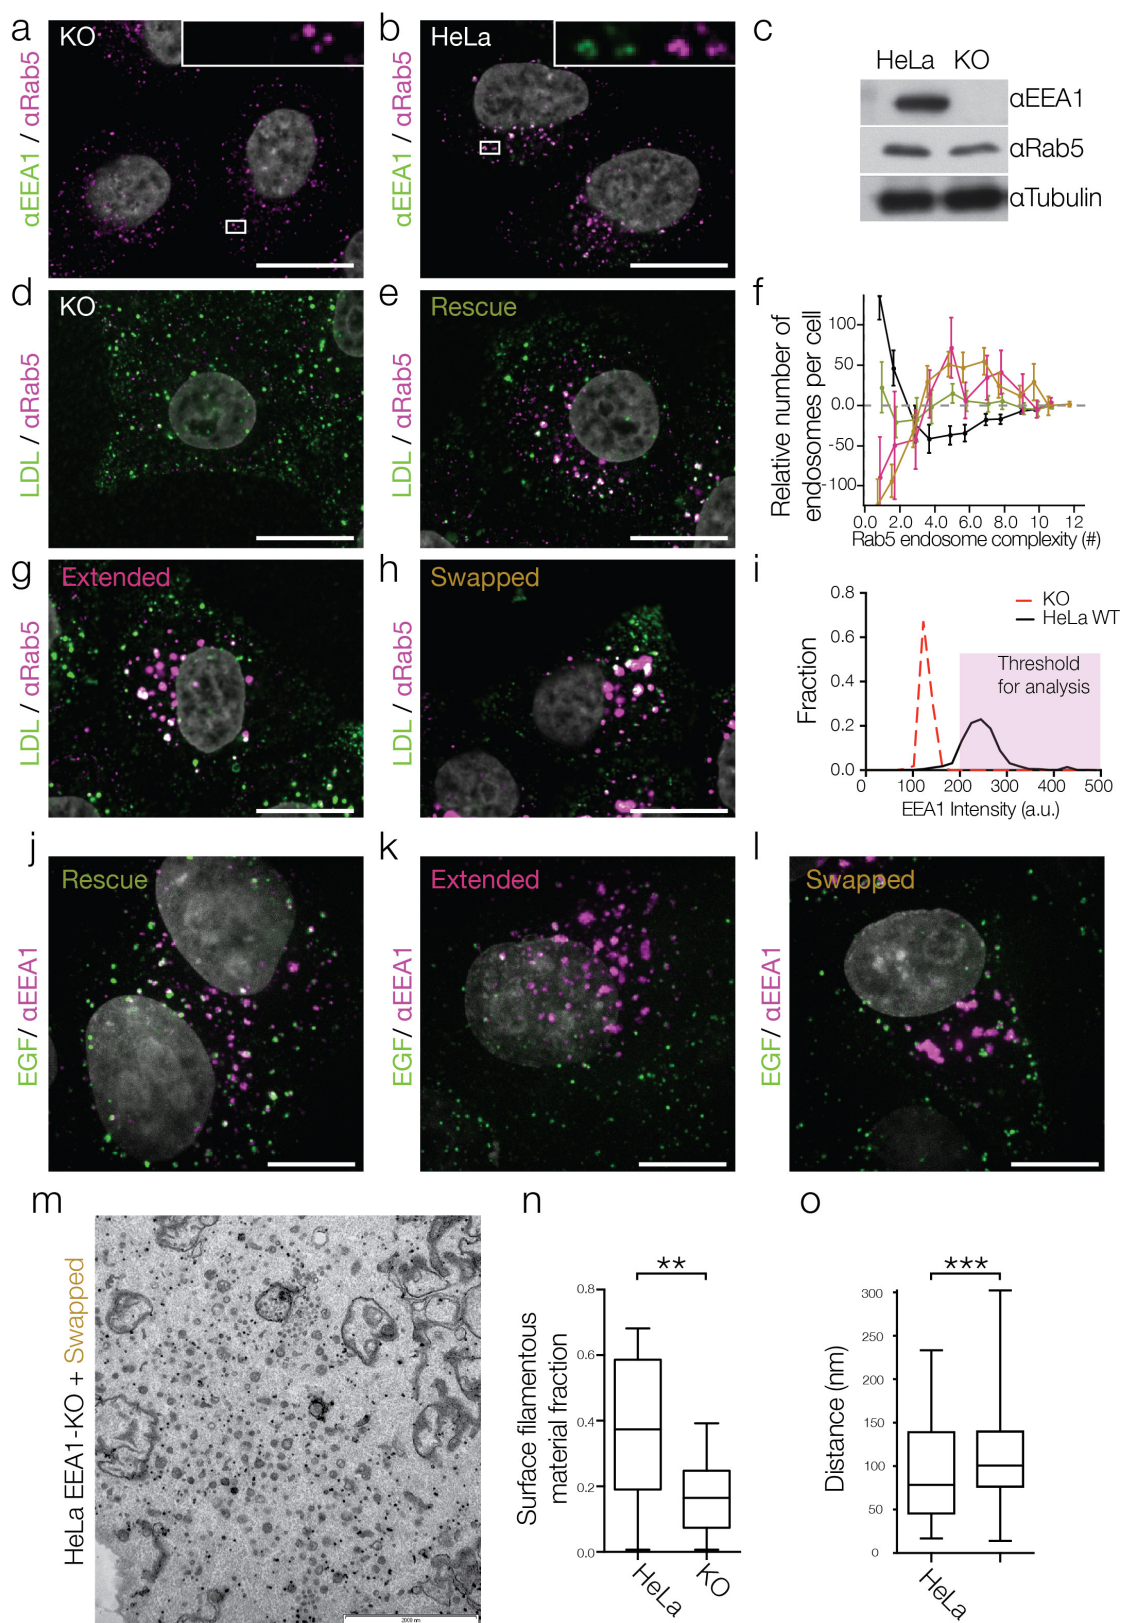 a
KO
αEEA1 / αRab5
b
HeLa
αEEA1 / αRab5
c
HeLa KO
αEEA1
αRab5
αTubulin
d
KO
LDL / αRab5
e
Rescue
LDL / αRab5
f
Relative number of
endosomes per cell
100
50
0.0
-50
-100
0.0 2.0 4.0 6.0 8.0 10 12
Rab5 endosome complexity (#)
g
Extended
LDL / αRab5
h
Swapped
LDL / αRab5
i
KO
HeLa WT
Threshold
for analysis
Fraction
0.8
0.6
0.4
0.2
0.0
0 100 200 300 400 500
EEA1 Intensity (a.u.)
j
Rescue
EGF/ αEEA1
k
Extended
EGF/ αEEA1
l
Swapped
EGF/ αEEA1
m
HeLa EEA1-KO + Swapped
2000 nm
n
**
Surface filamentous
material fraction
0.8
0.6
0.4
0.2
0.0
HeLa
KO
o
***
Distance (nm)
300
250
200
150
100
50
0
HeLa